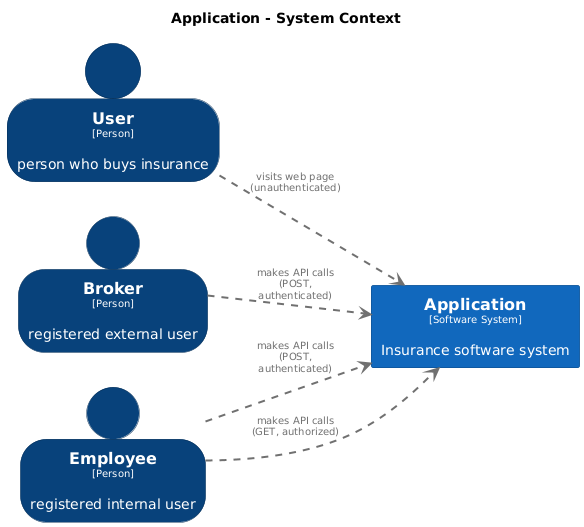 Application - System Context
User
[Person]
person who buys insurance
visits web page
(unauthenticated)
Broker
[Person]
registered external user
makes API calls
(POST,
authenticated)
Application
[Software System]
Insurance software system
makes API calls
(POST,
authenticated)
Employee
[Person]
registered internal user
makes API calls
(GET, authorized)